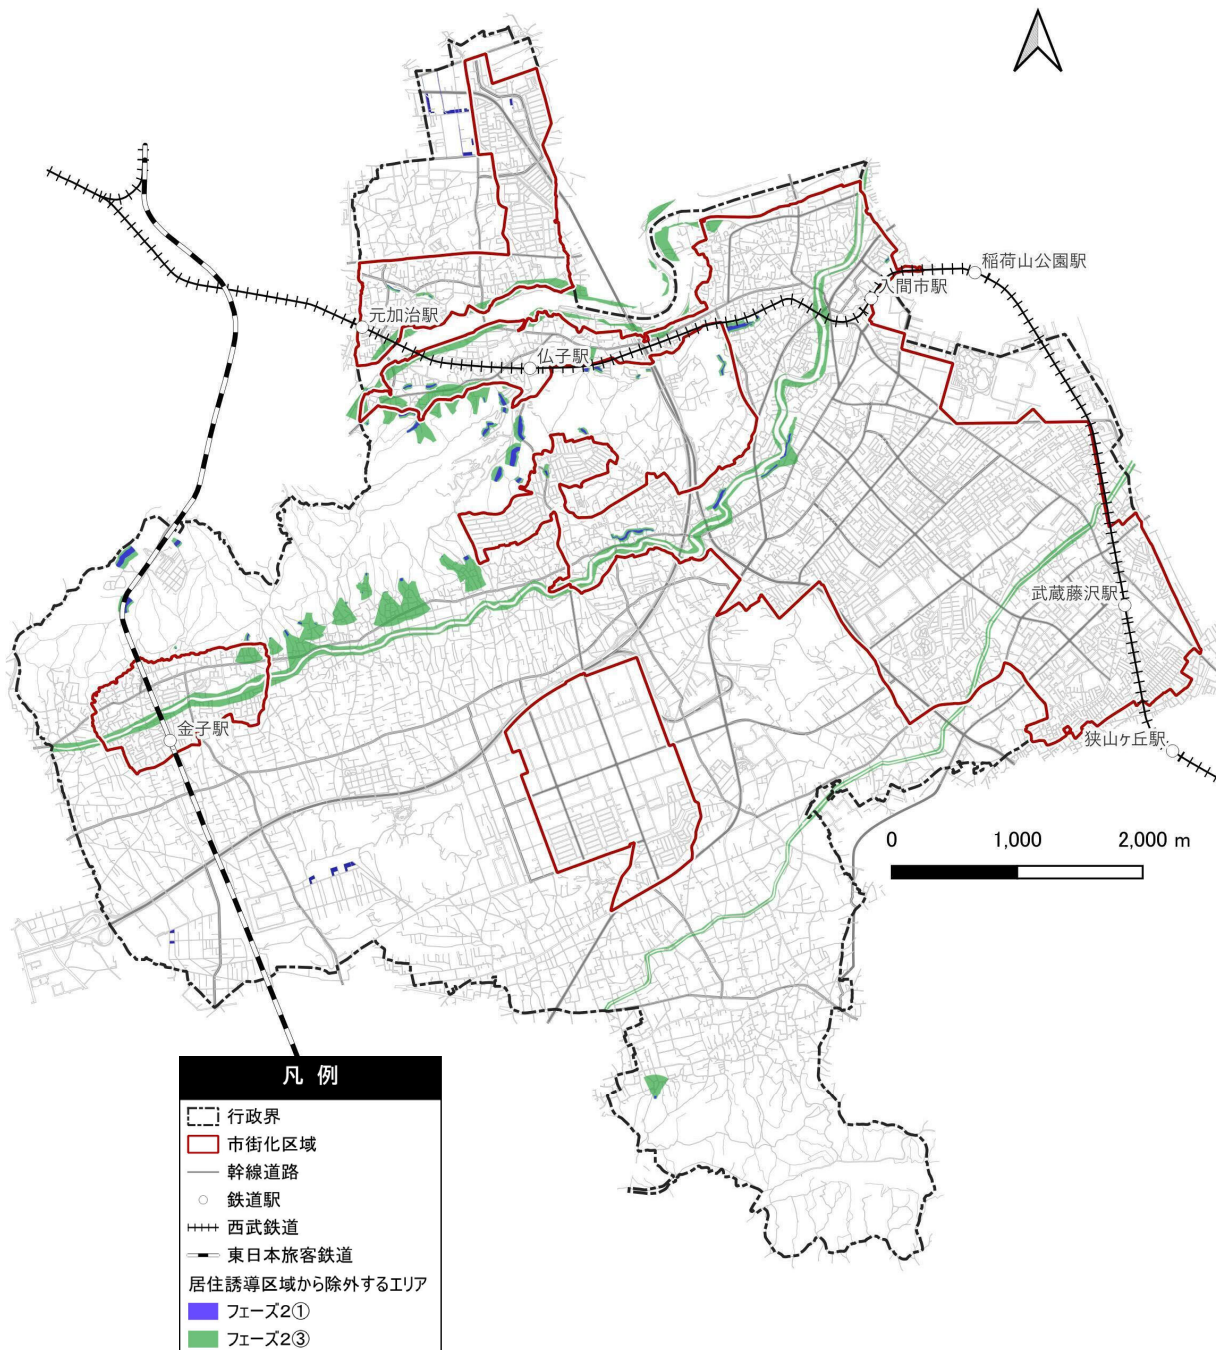 稲荷山公園駅
入間市駅
元加治駅
仏子駅
武蔵藤沢駅
金子駅
狭山ヶ丘駅
0 1,000 2,000 m
凡 例
行政界
市街化区域
幹線道路
鉄道駅
西武鉄道
東日本旅客鉄道
居住誘導区域から除外するエリア
フェーズ2①
フェーズ2③